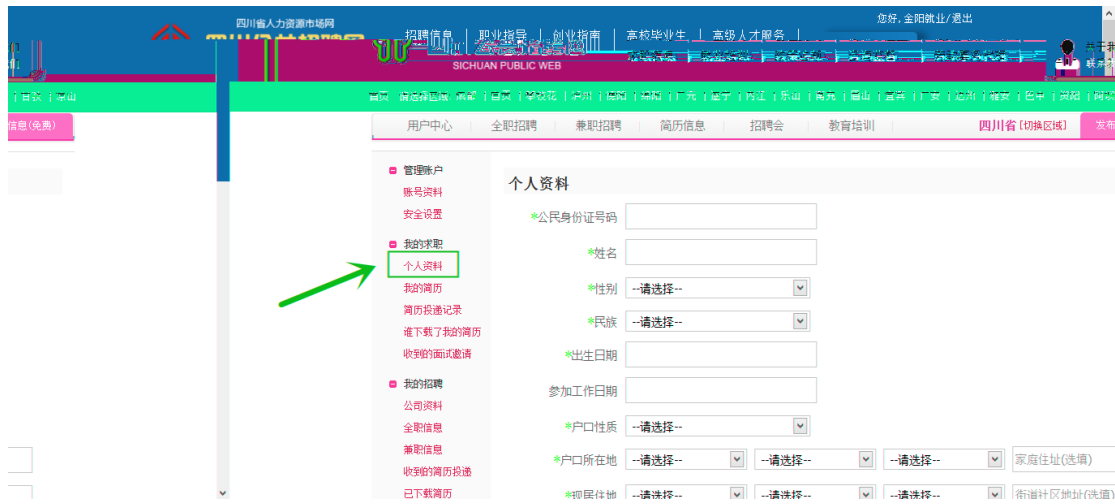 您好,金阳就业/退出
四川省人力资源市场网
招聘信息 | 职业指导 | 创业指南 | 高校毕业生 | 高级人才服务 |
关于我
SICHUAN PUBLIC WEB
联系
首页
信息(免费)
用户中心 全职招聘 兼职招聘 简历信息 招聘会 教育培训 四川省 [切换区域] 发布
管理账户
账号资料
安全设置
我的求职
个人资料
我的简历
简历投递记录
谁下载了我的简历
收到的面试邀请
我的招聘
公司资料
全职信息
兼职信息
收到的简历投递
已下载简历
个人资料
*公民身份证号码
*姓名
*性别 --请选择--
*民族 --请选择--
*出生日期
参加工作日期
*户口性质 --请选择--
*户口所在地 --请选择-- --请选择-- --请选择-- 家庭住址(选填)
*现居住地 --请选择-- --请选择-- --请选择-- 街道社区地址(选填)